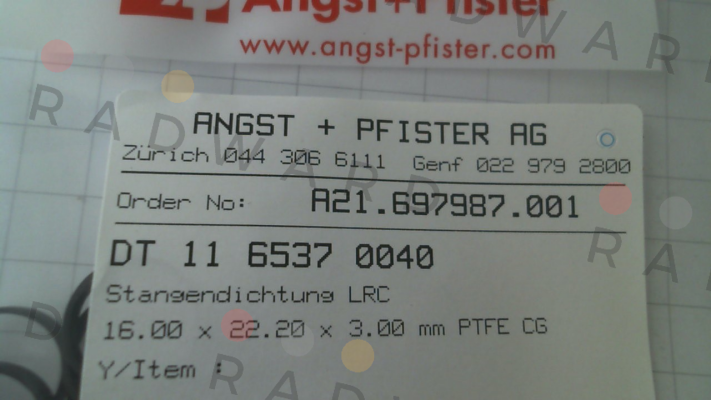 Angst+Pfister
www.angst-pfister.com
ANGST + PFISTER AG
Zürich 044 306 6111 Genf 022 979 2800
Order No: A21.697987.001
DT 11 6537 0040
Stangendichtung LRC
16.00 x 22.20 x 3.00 mm PTFE CG
Y/Item :
RADWARD
RADWARD